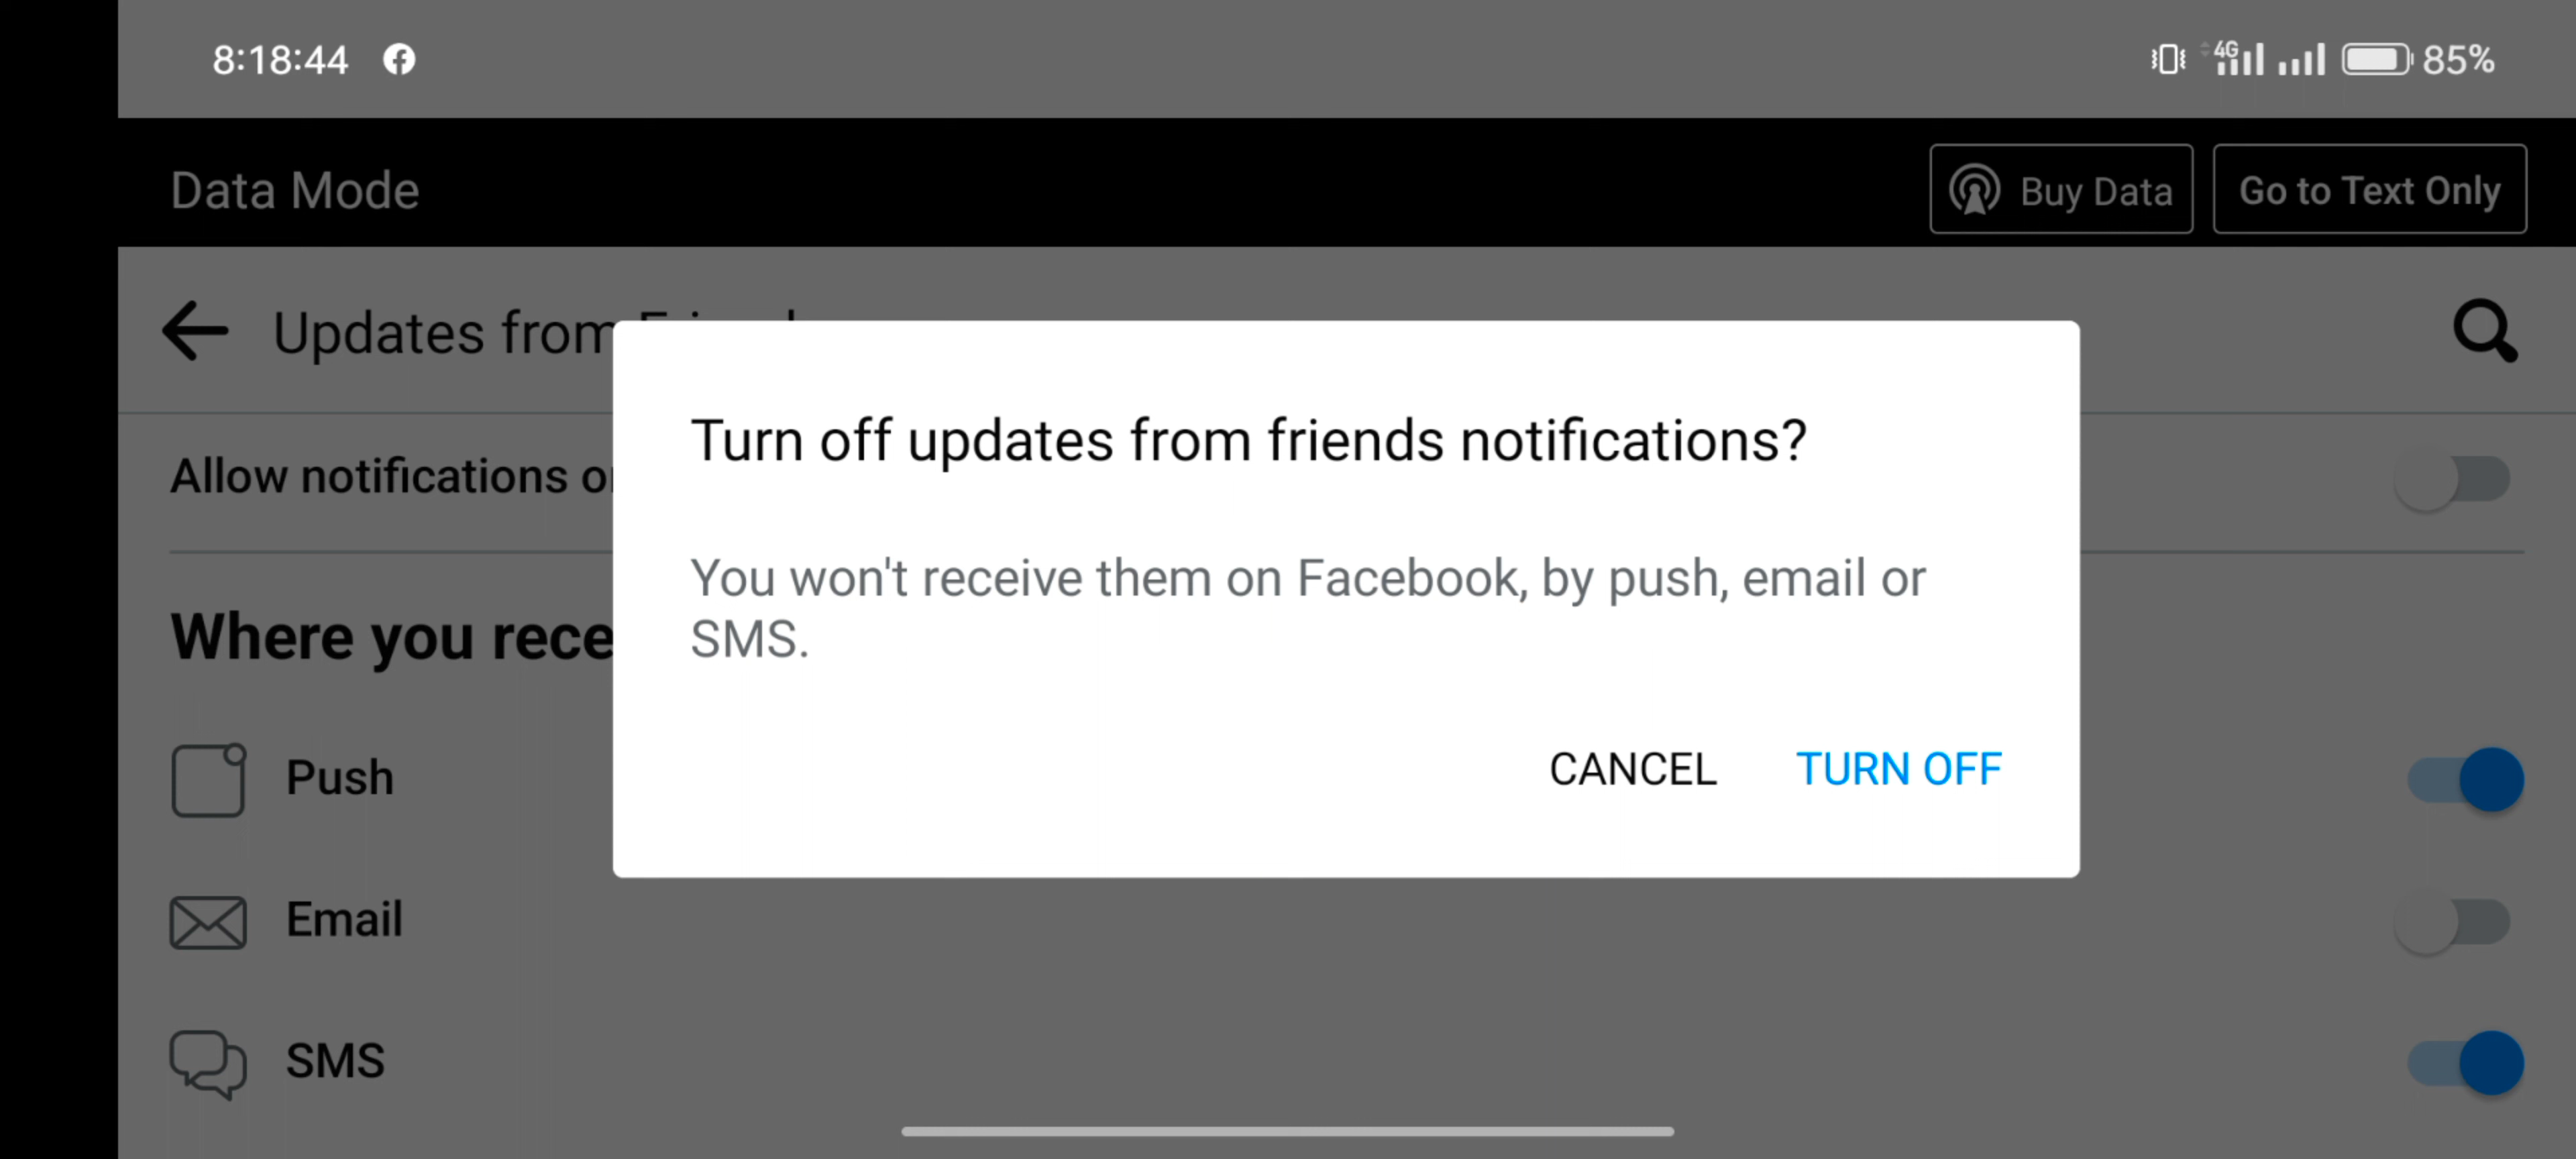 8:18:44
4G
85%
Data Mode
Buy Data
Go to Text Only
Updates from
Turn off updates from friends notifications?
Allow notifications
You won't receive them on Facebook, by push, email or
SMS.
Where you
CANCEL
TURN OFF
Push
Email
SMS